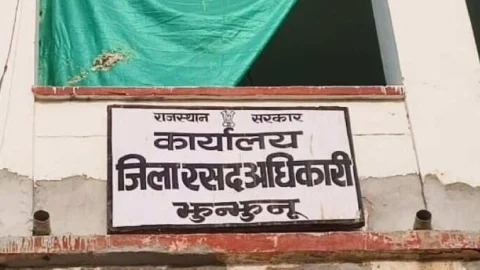 राजस्थान सरकार
कार्यालय
जिला रसद अधिकारी
झुन्झुनू